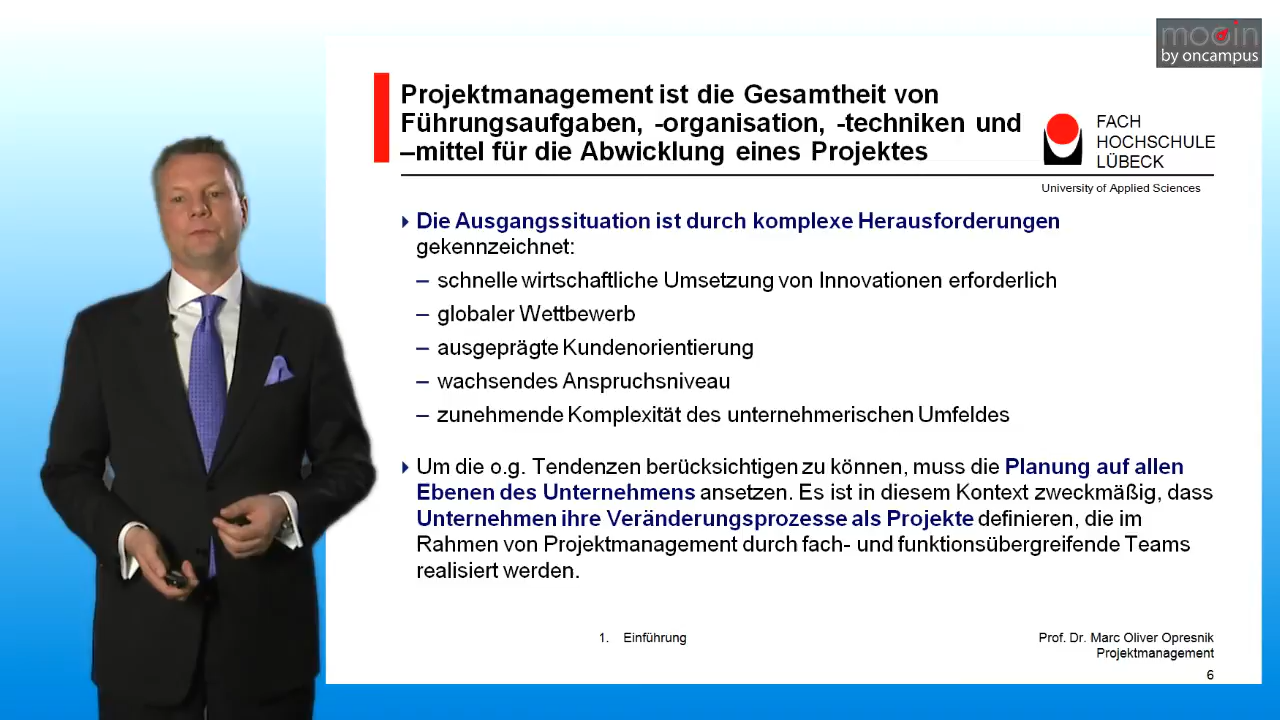 mooin
by oncampus
Projektmanagement ist die Gesamtheit von
Führungsaufgaben, -organisation, -techniken und
–mittel für die Abwicklung eines Projektes
FACH
HOCHSCHULE
LÜBECK
University of Applied Sciences
Die Ausgangssituation ist durch komplexe Herausforderungen
gekennzeichnet:
– schnelle wirtschaftliche Umsetzung von Innovationen erforderlich
– globaler Wettbewerb
– ausgeprägte Kundenorientierung
– wachsendes Anspruchsniveau
– zunehmende Komplexität des unternehmerischen Umfeldes
Um die o.g. Tendenzen berücksichtigen zu können, muss die Planung auf allen
Ebenen des Unternehmens ansetzen. Es ist in diesem Kontext zweckmäßig, dass
Unternehmen ihre Veränderungsprozesse als Projekte definieren, die im
Rahmen von Projektmanagement durch fach- und funktionsübergreifende Teams
realisiert werden.
1. Einführung
Prof. Dr. Marc Oliver Opresnik
Projektmanagement
6